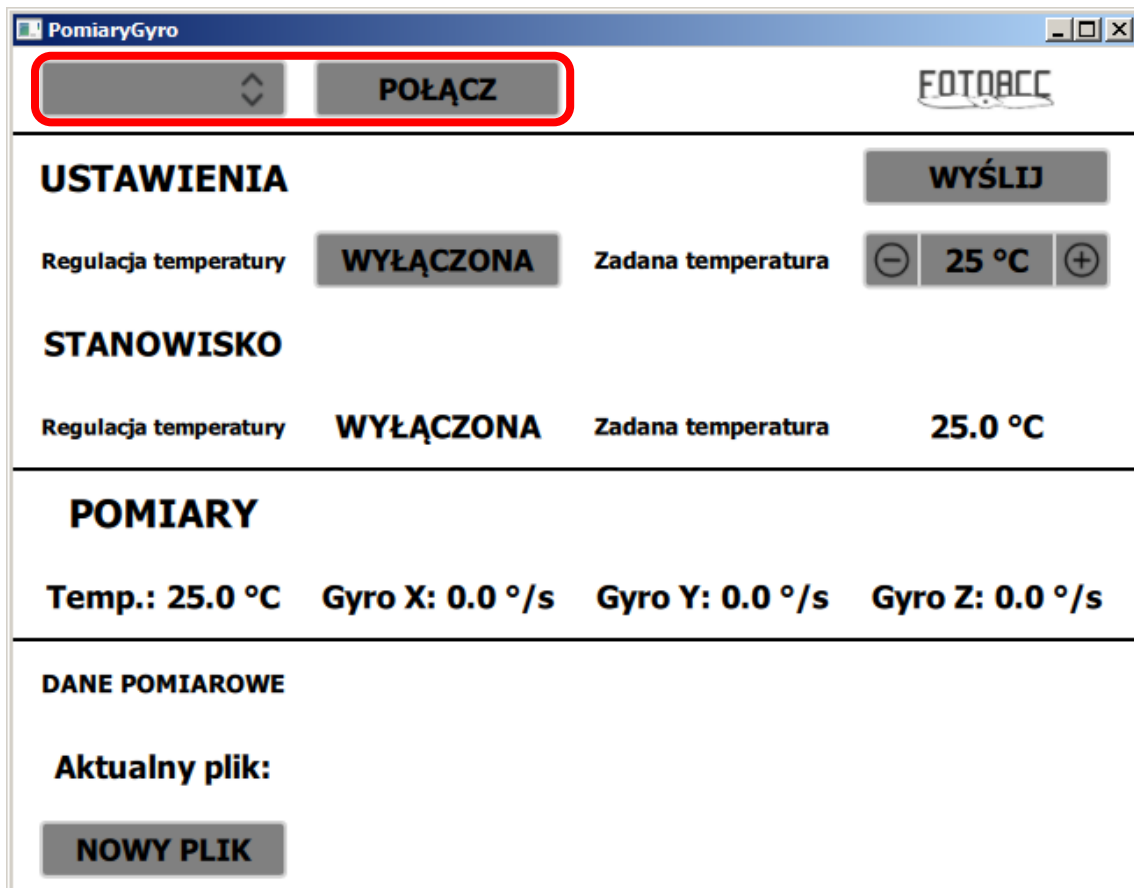 PomiaryGyro
POŁĄCZ FOTOACC
USTAWIENIA WYŚLIJ
Regulacja temperatury WYŁĄCZONA Zadana temperatura 25 °C
STANOWISKO
Regulacja temperatury WYŁĄCZONA Zadana temperatura 25.0 °C
POMIARY
Temp.: 25.0 °C Gyro X: 0.0 °/s Gyro Y: 0.0 °/s Gyro Z: 0.0 °/s
DANE POMIAROWE
Aktualny plik:
NOWY PLIK